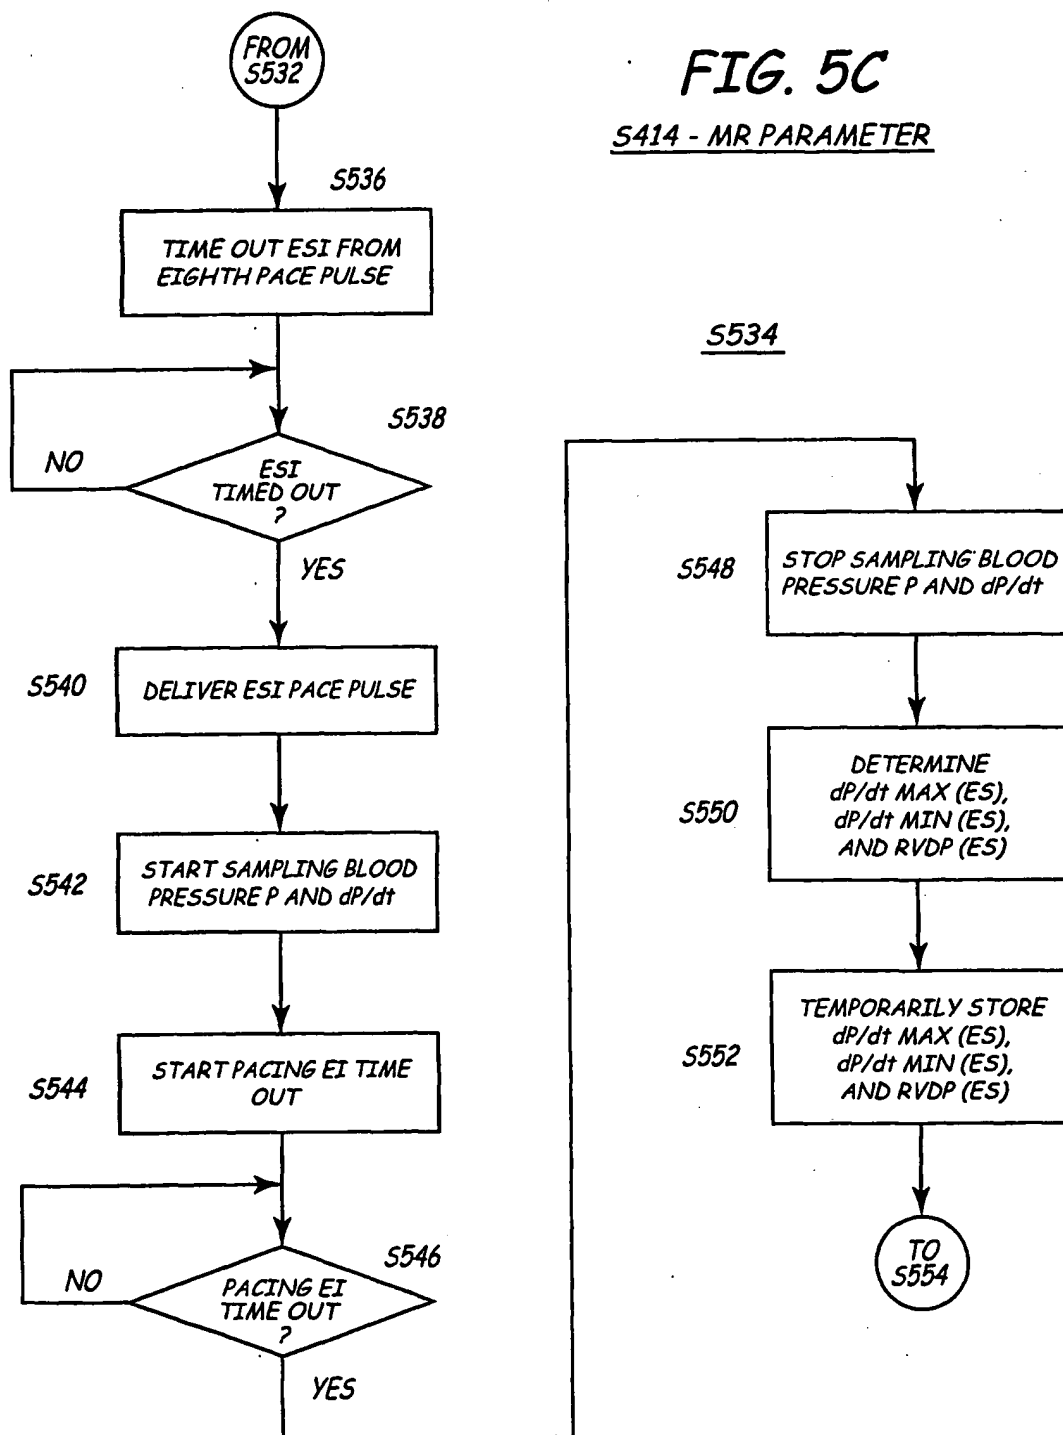 FROM
S532
FIG. 5C
S414 - MR PARAMETER
S536
TIME OUT ESI FROM
EIGHTH PACE PULSE
S534
S538
NO
ESI
TIMED OUT
?
YES
S540
DELIVER ESI PACE PULSE
S542
START SAMPLING BLOOD
PRESSURE P AND dP/dt
S544
START PACING EI TIME
OUT
S546
NO
PACING EI
TIME OUT
?
YES
S548
STOP SAMPLING BLOOD
PRESSURE P AND dP/dt
S550
DETERMINE
dP/dt MAX (ES),
dP/dt MIN (ES),
AND RVDP (ES)
S552
TEMPORARILY STORE
dP/dt MAX (ES),
dP/dt MIN (ES),
AND RVDP (ES)
TO
S554